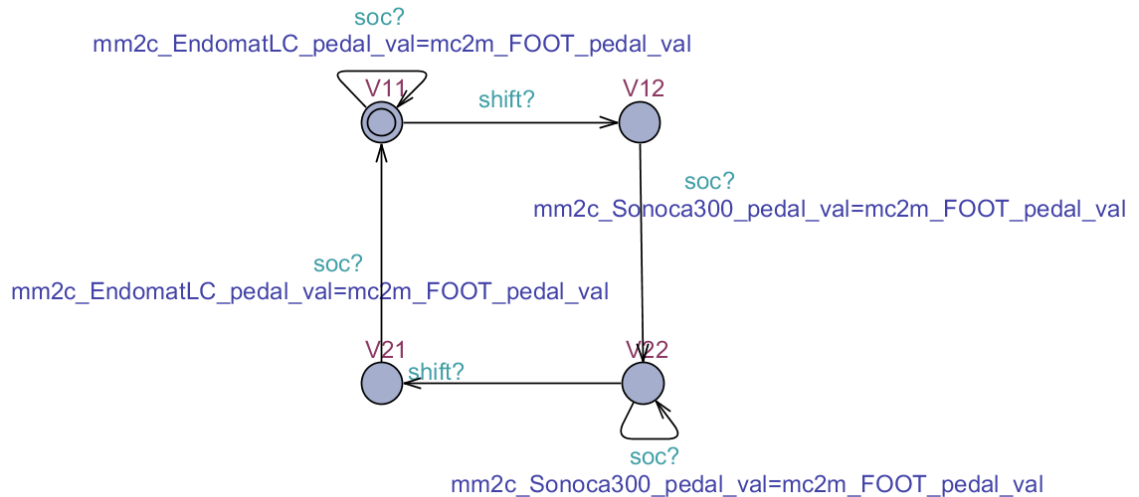 soc?
mm2c_EndomatLC_pedal_val=mc2m_FOOT_pedal_val
V11
shift?
V12
soc?
mm2c_Sonoca300_pedal_val=mc2m_FOOT_pedal_val
soc?
mm2c_EndomatLC_pedal_val=mc2m_FOOT_pedal_val
V21
shift?
V22
soc?
mm2c_Sonoca300_pedal_val=mc2m_FOOT_pedal_val